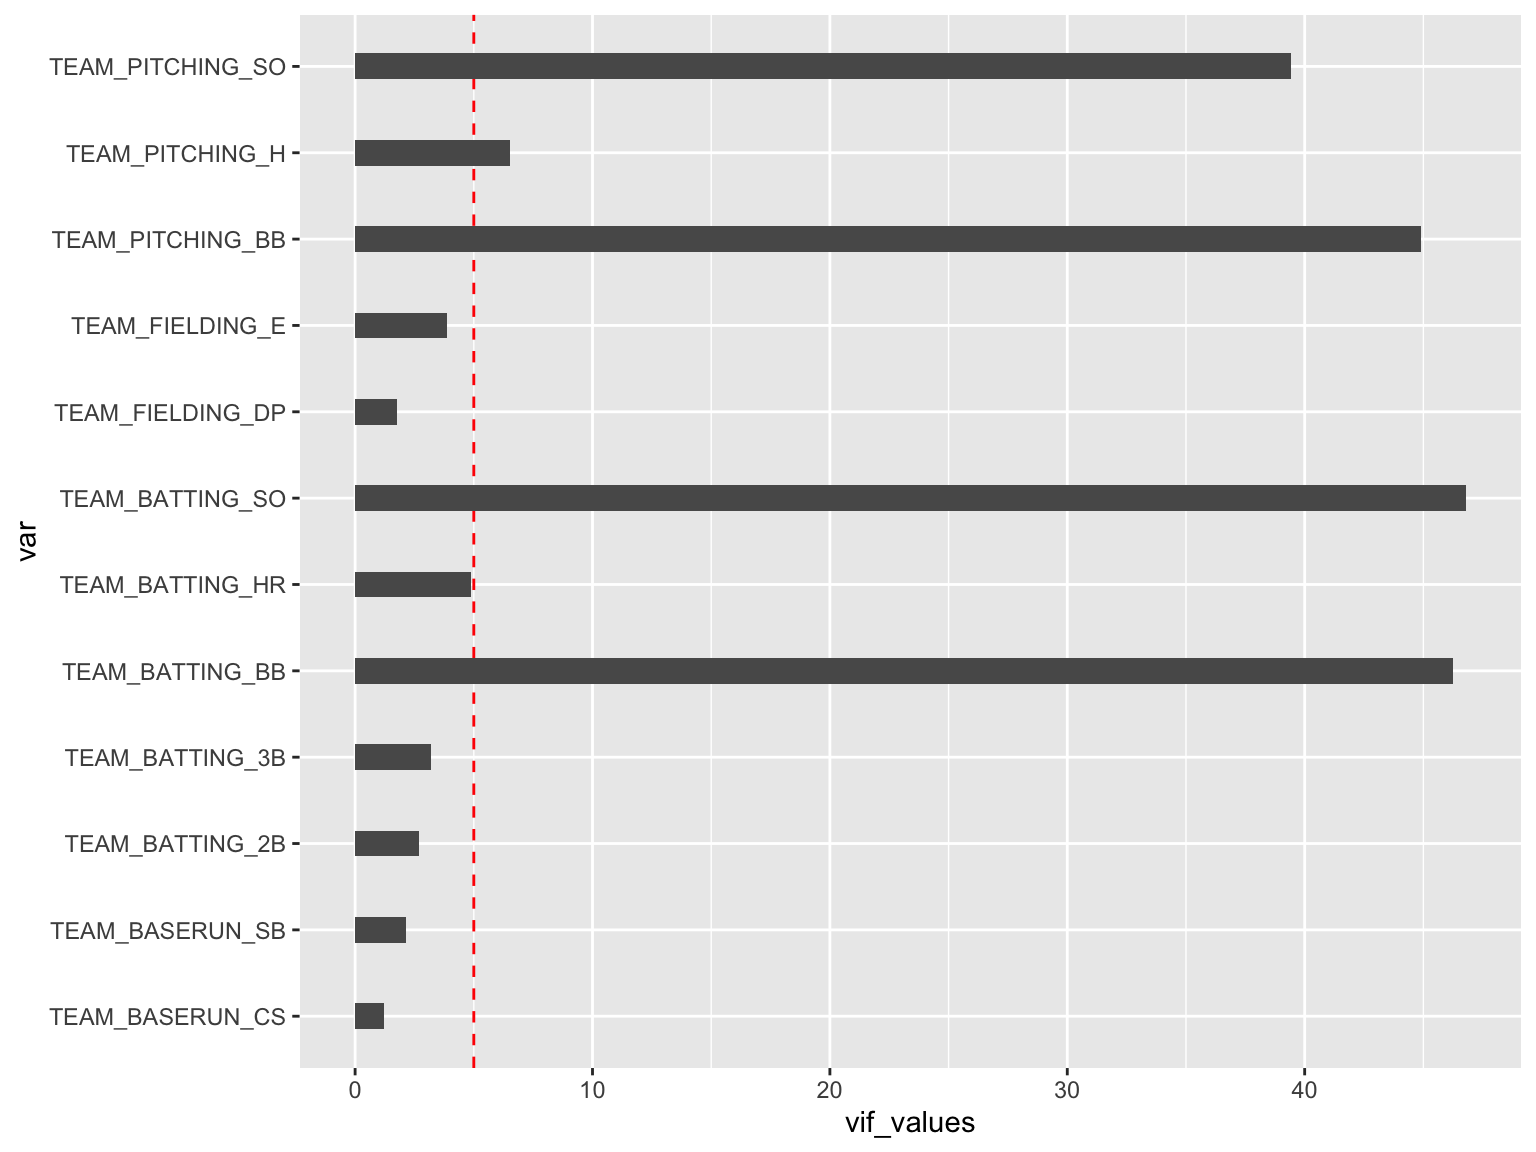 TEAM_PITCHING_SO
TEAM_PITCHING_H
TEAM_PITCHING_BB
TEAM_FIELDING_E
TEAM_FIELDING_DP
TEAM_BATTING_SO
TEAM_BATTING_HR
TEAM_BATTING_BB
TEAM_BATTING_3B
TEAM_BATTING_2B
TEAM_BASERUN_SB
TEAM_BASERUN_CS
var
0 10 20 30 40
vif_values